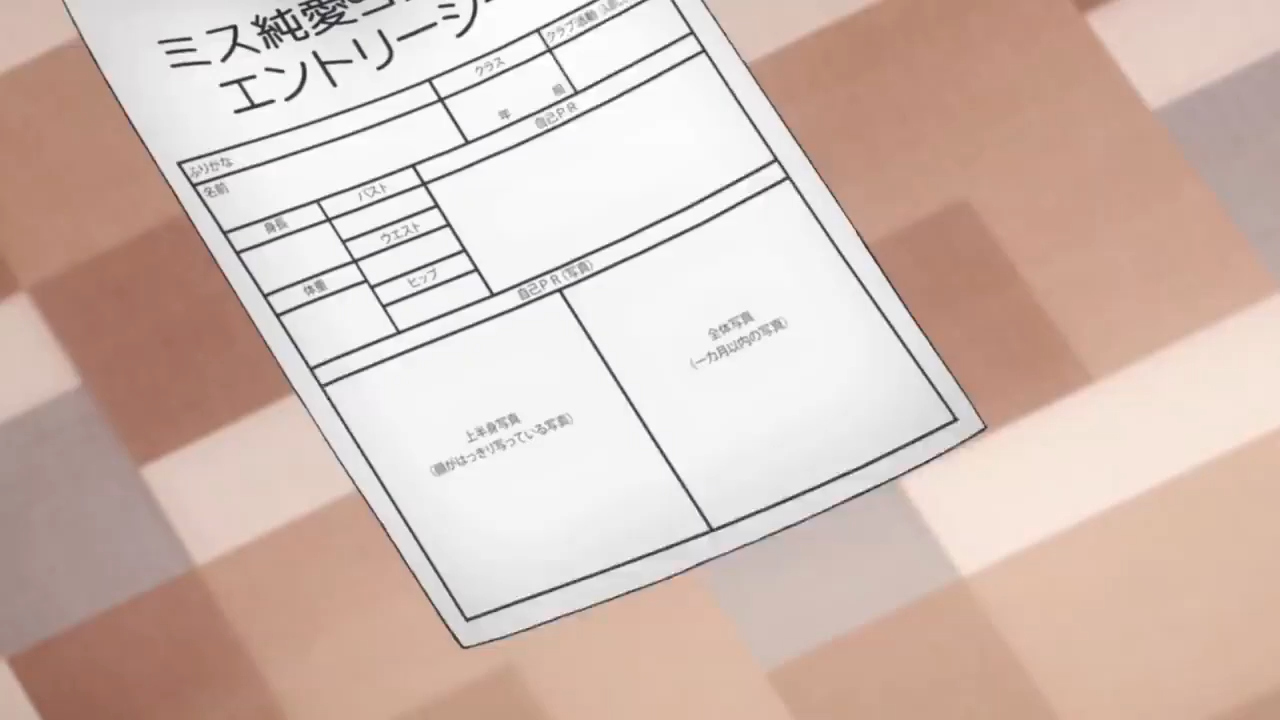 ミス純愛コ
エントリーシー
ふりかな
クラス
クラブ活動
名前
年 組
自己ＰＲ
身長
バスト
ウエスト
体重
ヒップ
自己ＰＲ（写真）
上半身写真
（顔がはっきり写っている写真）
全体写真
（一カ月以内の写真）